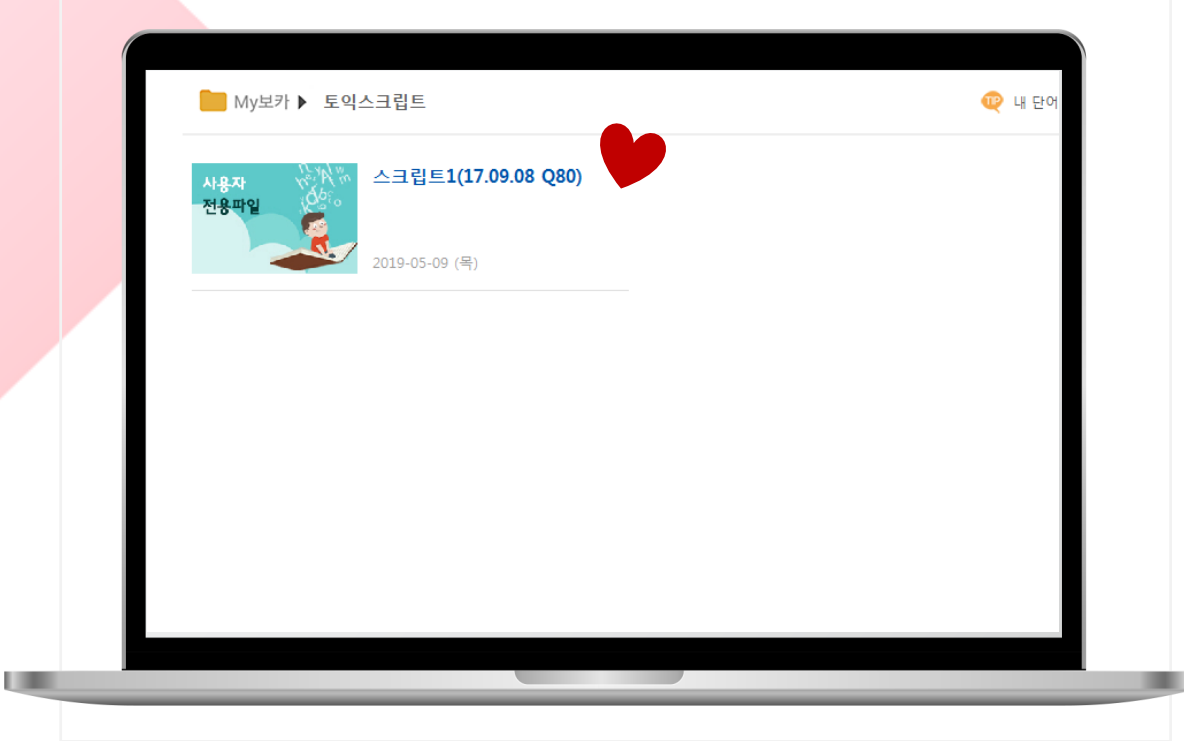 My보카 ▶ 토익스크립트
TIP 내 단어
사용자
전용파일
스크립트1(17.09.08 Q80)
2019-05-09 (목)